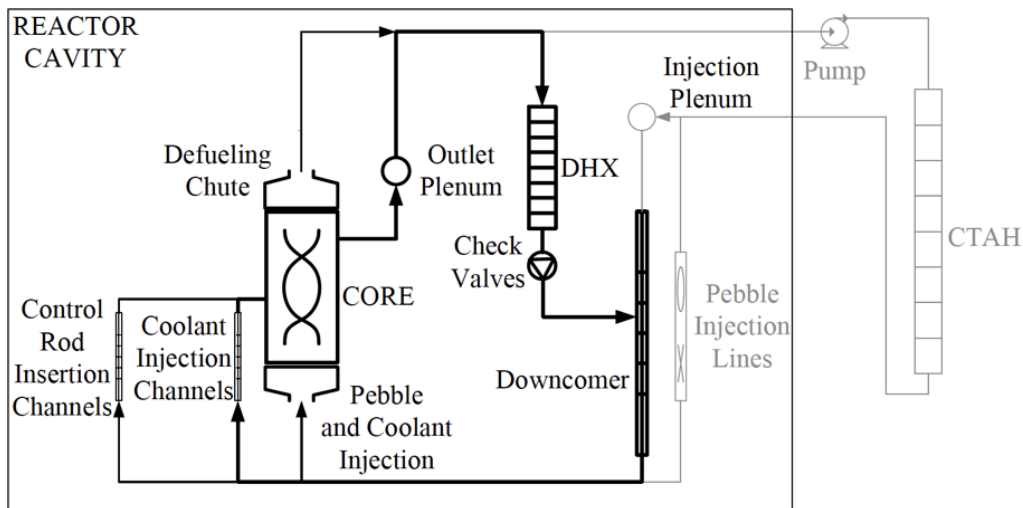 REACTOR
CAVITY
Pump
Injection
Plenum
Defueling
Chute
Outlet
Plenum
DHX
Check
Valves
CORE
CTAH
Control
Rod
Insertion
Channels
Coolant
Injection
Channels
Pebble
Injection
Lines
Downcomer
Pebble
and Coolant
Injection